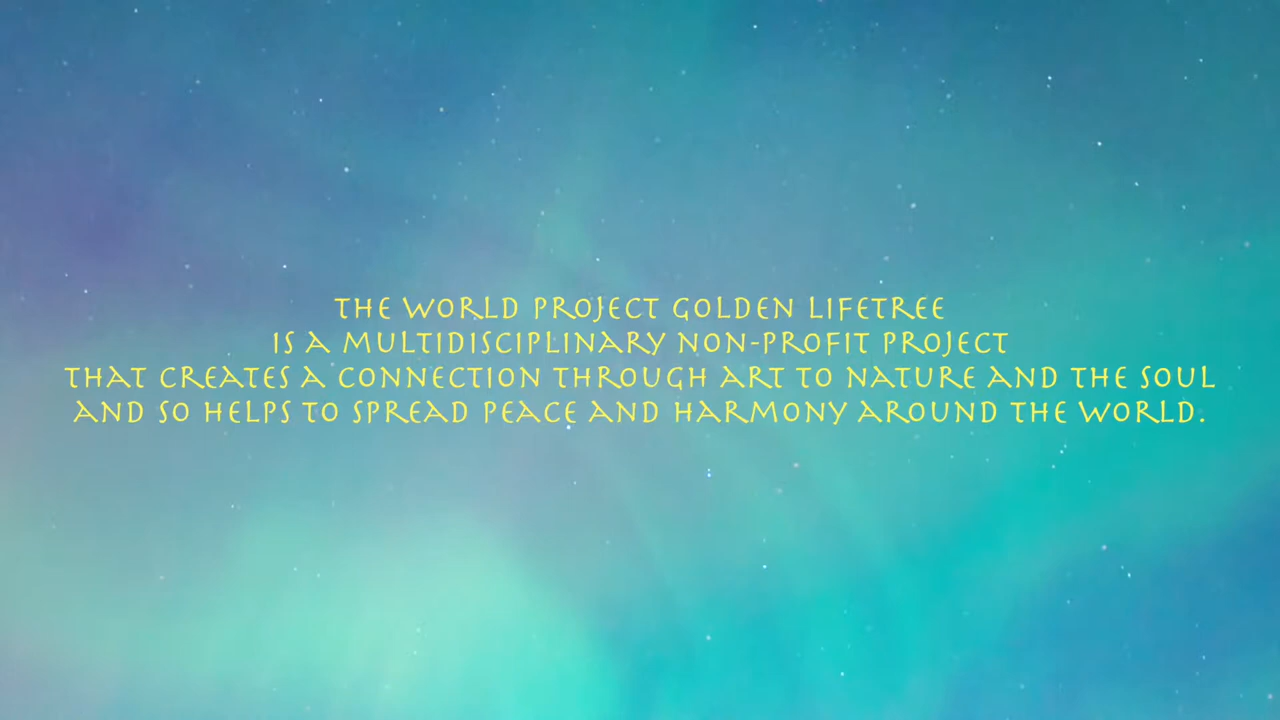 THE WORLD PROJECT GOLDEN LIFETREE
IS A MULTIDISCIPLINARY NON-PROFIT PROJECT
THAT CREATES A CONNECTION THROUGH ART TO NATURE AND THE SOUL
AND SO HELPS TO SPREAD PEACE AND HARMONY AROUND THE WORLD.